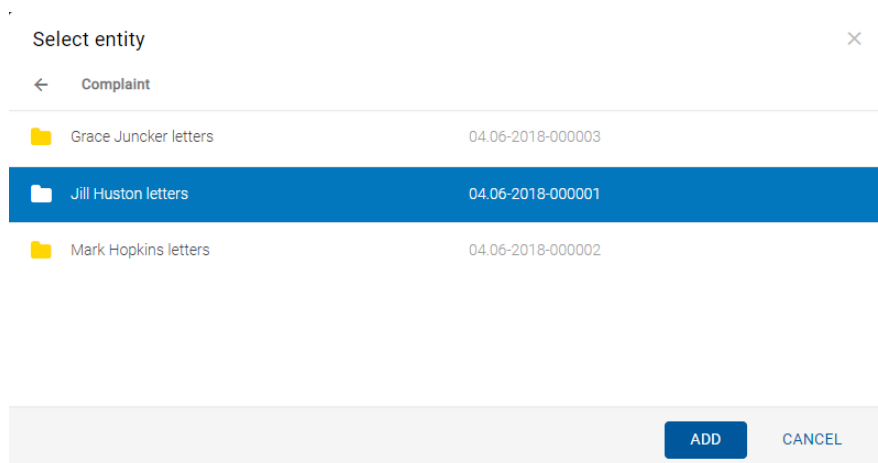 Select entity
Complaint
Grace Juncker letters 04.06-2018-000003
Jill Huston letters 04.06-2018-000001
Mark Hopkins letters 04.06-2018-000002
ADD CANCEL